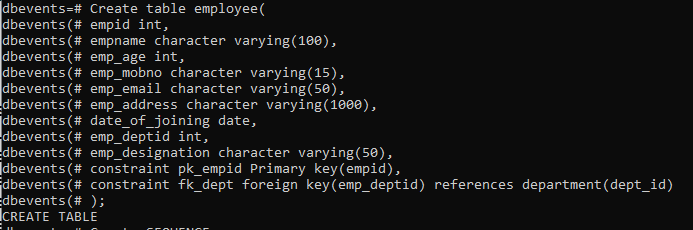 dbevents=# Create table employee(
dbevents(# empid int,
dbevents(# empname character varying(100),
dbevents(# emp_age int,
dbevents(# emp_mobno character varying(15),
dbevents(# emp_email character varying(50),
dbevents(# emp_address character varying(1000),
dbevents(# date_of_joining date,
dbevents(# emp_deptid int,
dbevents(# emp_designation character varying(50),
dbevents(# constraint pk_empid Primary key(empid),
dbevents(# constraint fk_dept foreign key(emp_deptid) references department(dept_id)
dbevents(# );
CREATE TABLE